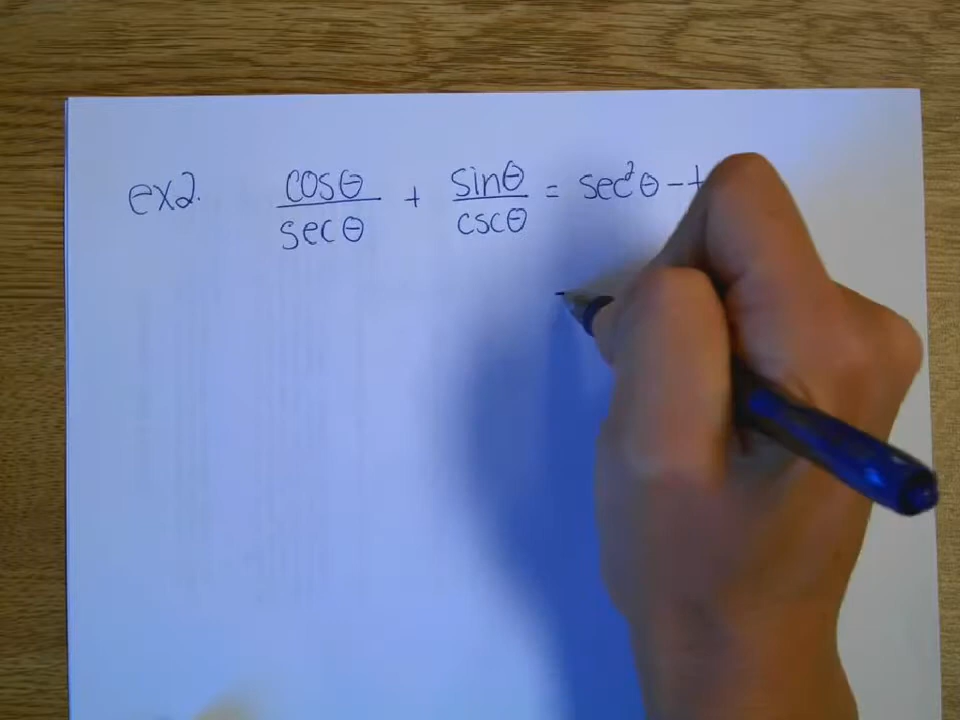 ex2. cosθ/secθ + sinθ/cscθ = sec²θ -